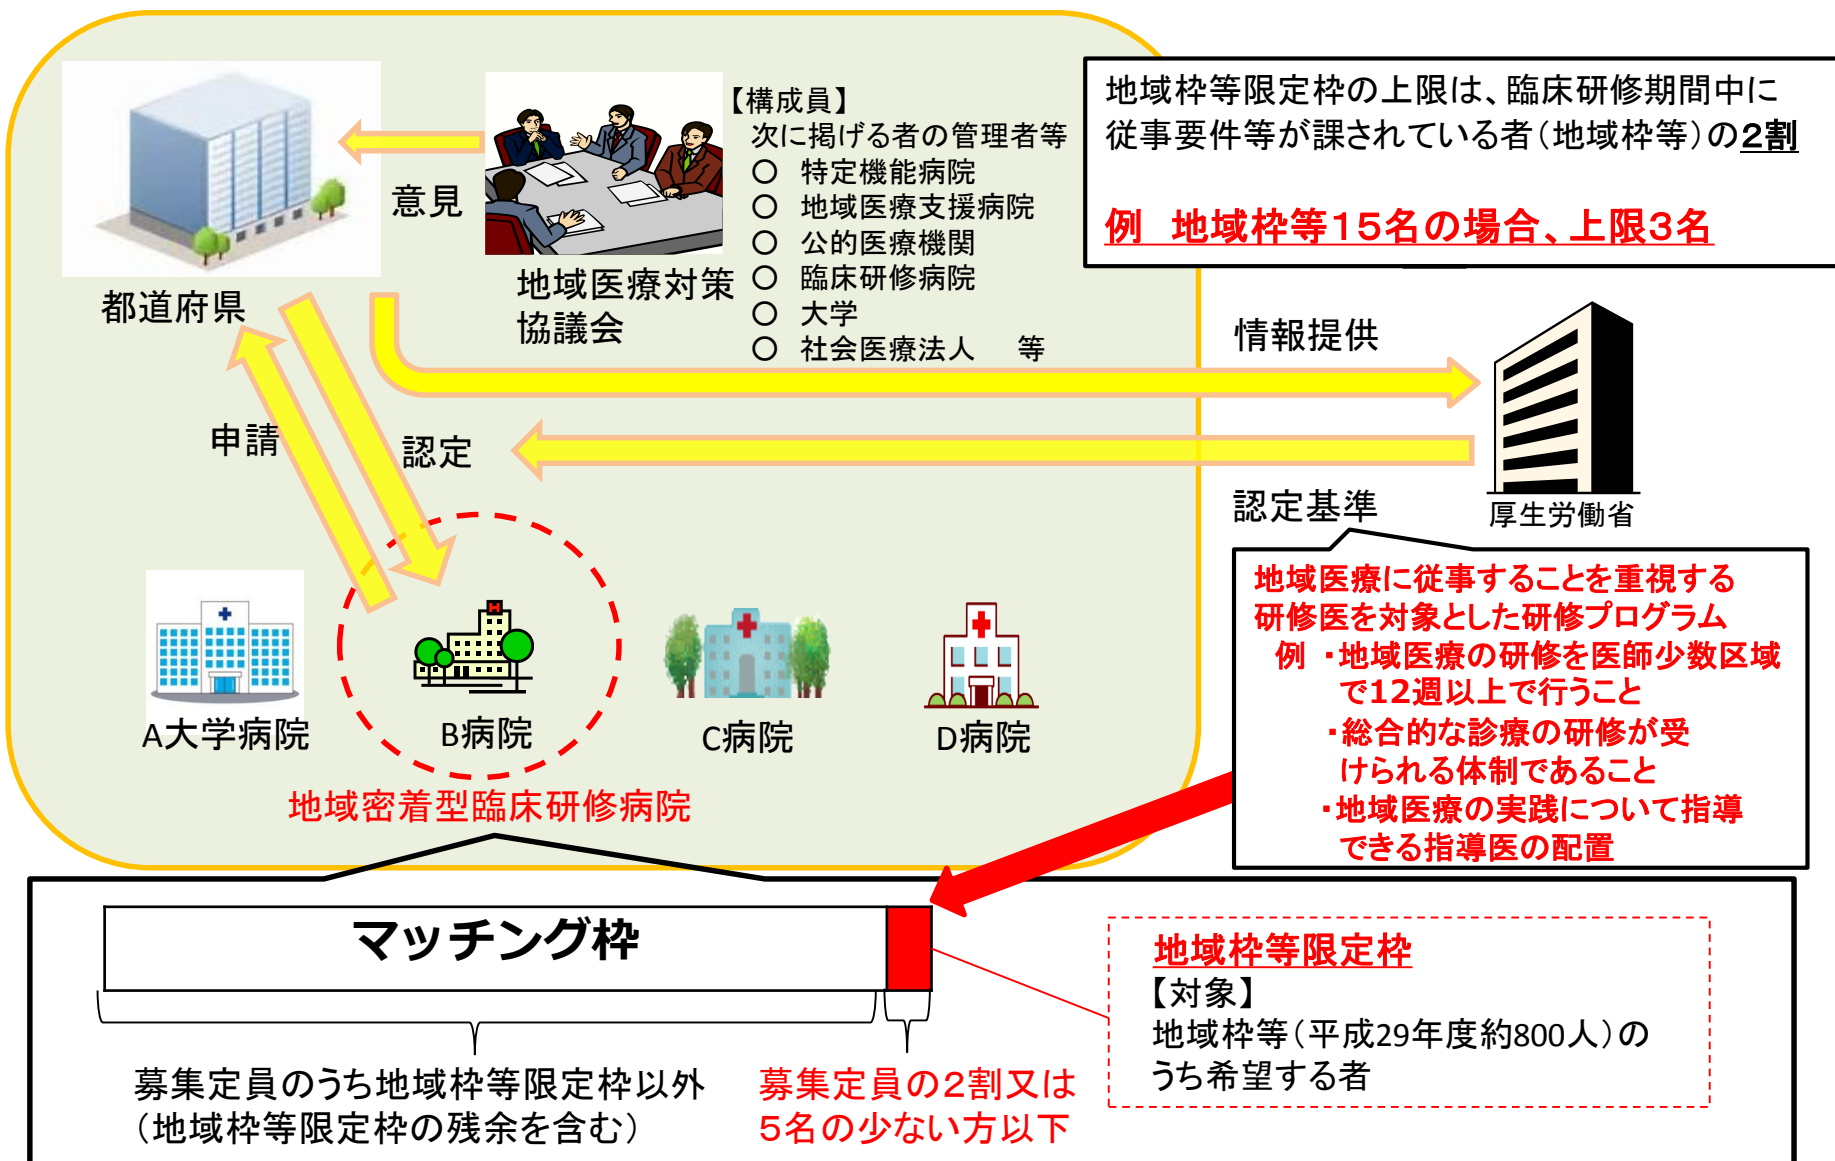 地域枠等限定枠の上限は、臨床研修期間中に
従事要件等が課されている者(地域枠等)の2割
例 地域枠等15名の場合、上限3名
【構成員】
次に掲げる者の管理者等
○ 特定機能病院
○ 地域医療支援病院
○ 公的医療機関
○ 臨床研修病院
○ 大学
○ 社会医療法人 等
意見
都道府県
地域医療対策
協議会
情報提供
申請
認定
認定基準
厚生労働省
地域医療に従事することを重視する
研修医を対象とした研修プログラム
例 ・地域医療の研修を医師少数区域
で12週以上で行うこと
・総合的な診療の研修が受
けられる体制であること
・地域医療の実践について指導
できる指導医の配置
H
A大学病院
B病院
C病院
D病院
地域密着型臨床研修病院
マッチング枠
募集定員のうち地域枠等限定枠以外
(地域枠等限定枠の残余を含む)
募集定員の2割又は
5名の少ない方以下
地域枠等限定枠
【対象】
地域枠等(平成29年度約800人)の
うち希望する者